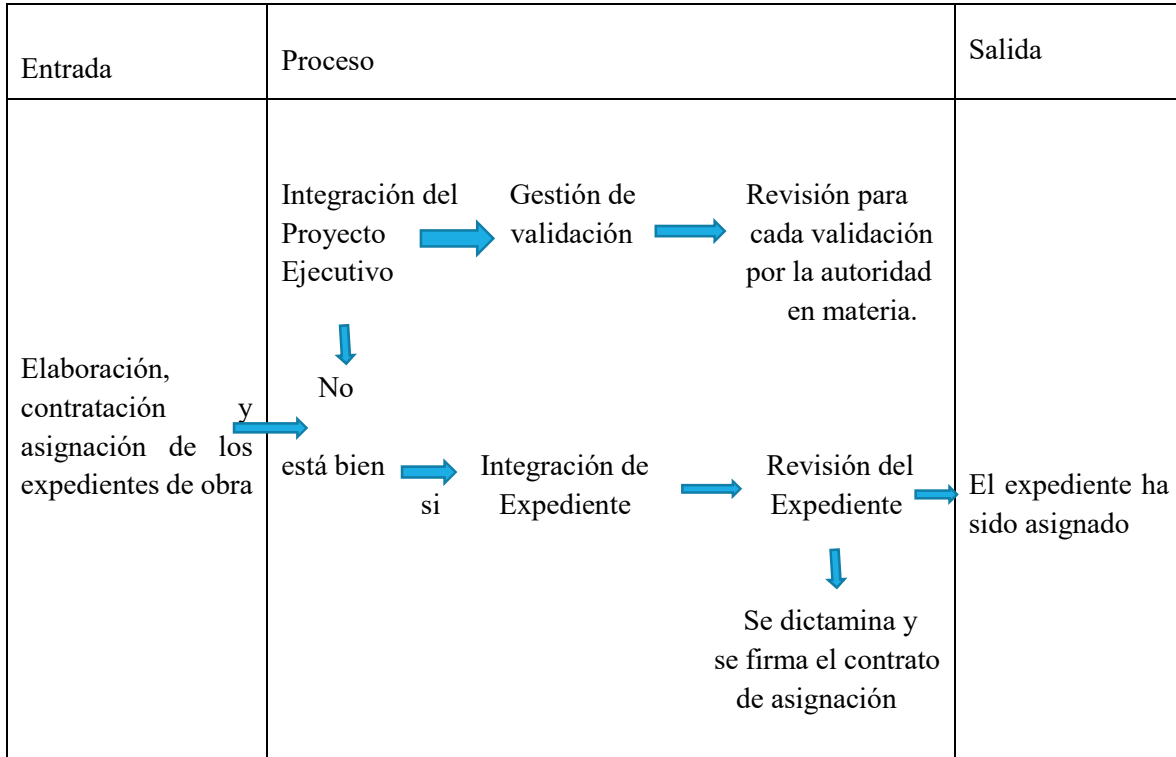 Entrada
Proceso
Salida
Elaboración,
contratación y
asignación de los
expedientes de obra
Integración del
Proyecto
Ejecutivo
Gestión de
validación
Revisión para
cada validación
por la autoridad
en materia.
No
está bien
si
Integración de
Expediente
Revisión del
Expediente
Se dictamina y
se firma el contrato
de asignación
El expediente ha
sido asignado